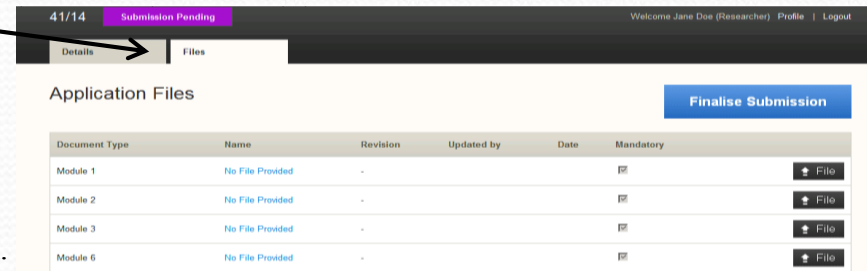 41/14 Submission Pending Welcome Jane Doe (Researcher) Profile | Logout
Details Files
Application Files
Finalise Submission
Document Type Name Revision Updated by Date Mandatory
Module 1 No File Provided - File
Module 2 No File Provided - File
Module 3 No File Provided - File
. Module 6 No File Provided - File